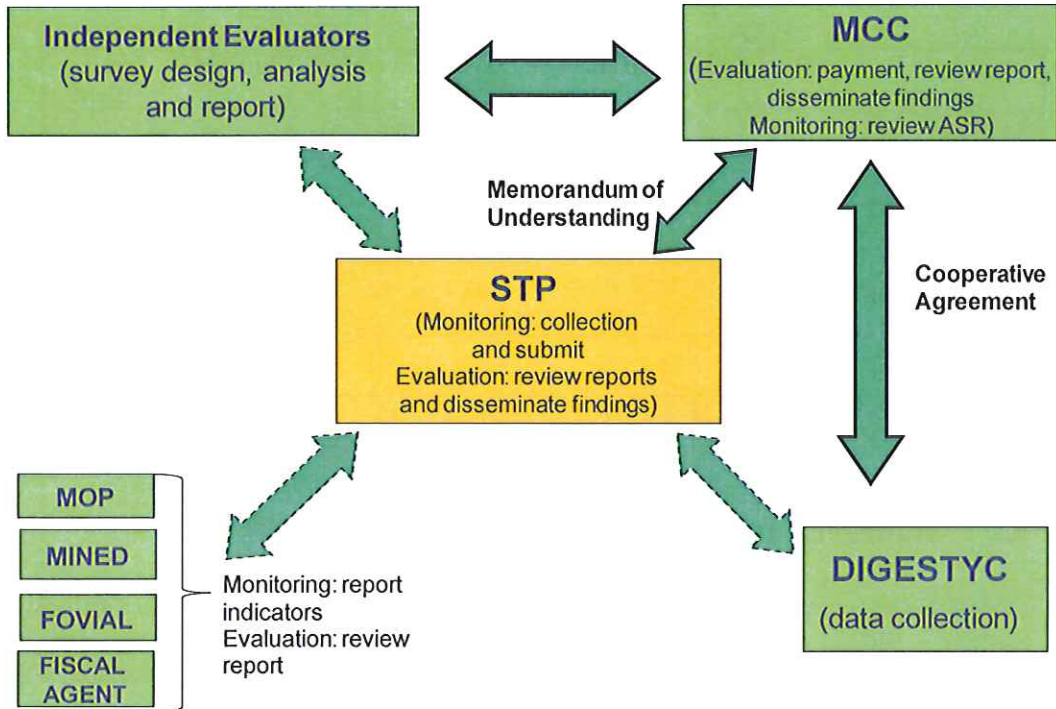 Independent Evaluators
(survey design, analysis
and report)
MCC
(Evaluation: payment, review report,
disseminate findings
Monitoring: review ASR)
Memorandum of
Understanding
STP
(Monitoring: collection
and submit
Evaluation: review reports
and disseminate findings)
Cooperative
Agreement
MOP
MINED
FOVIAL
FISCAL
AGENT
Monitoring: report
indicators
Evaluation: review
report
DIGESTYC
(data collection)